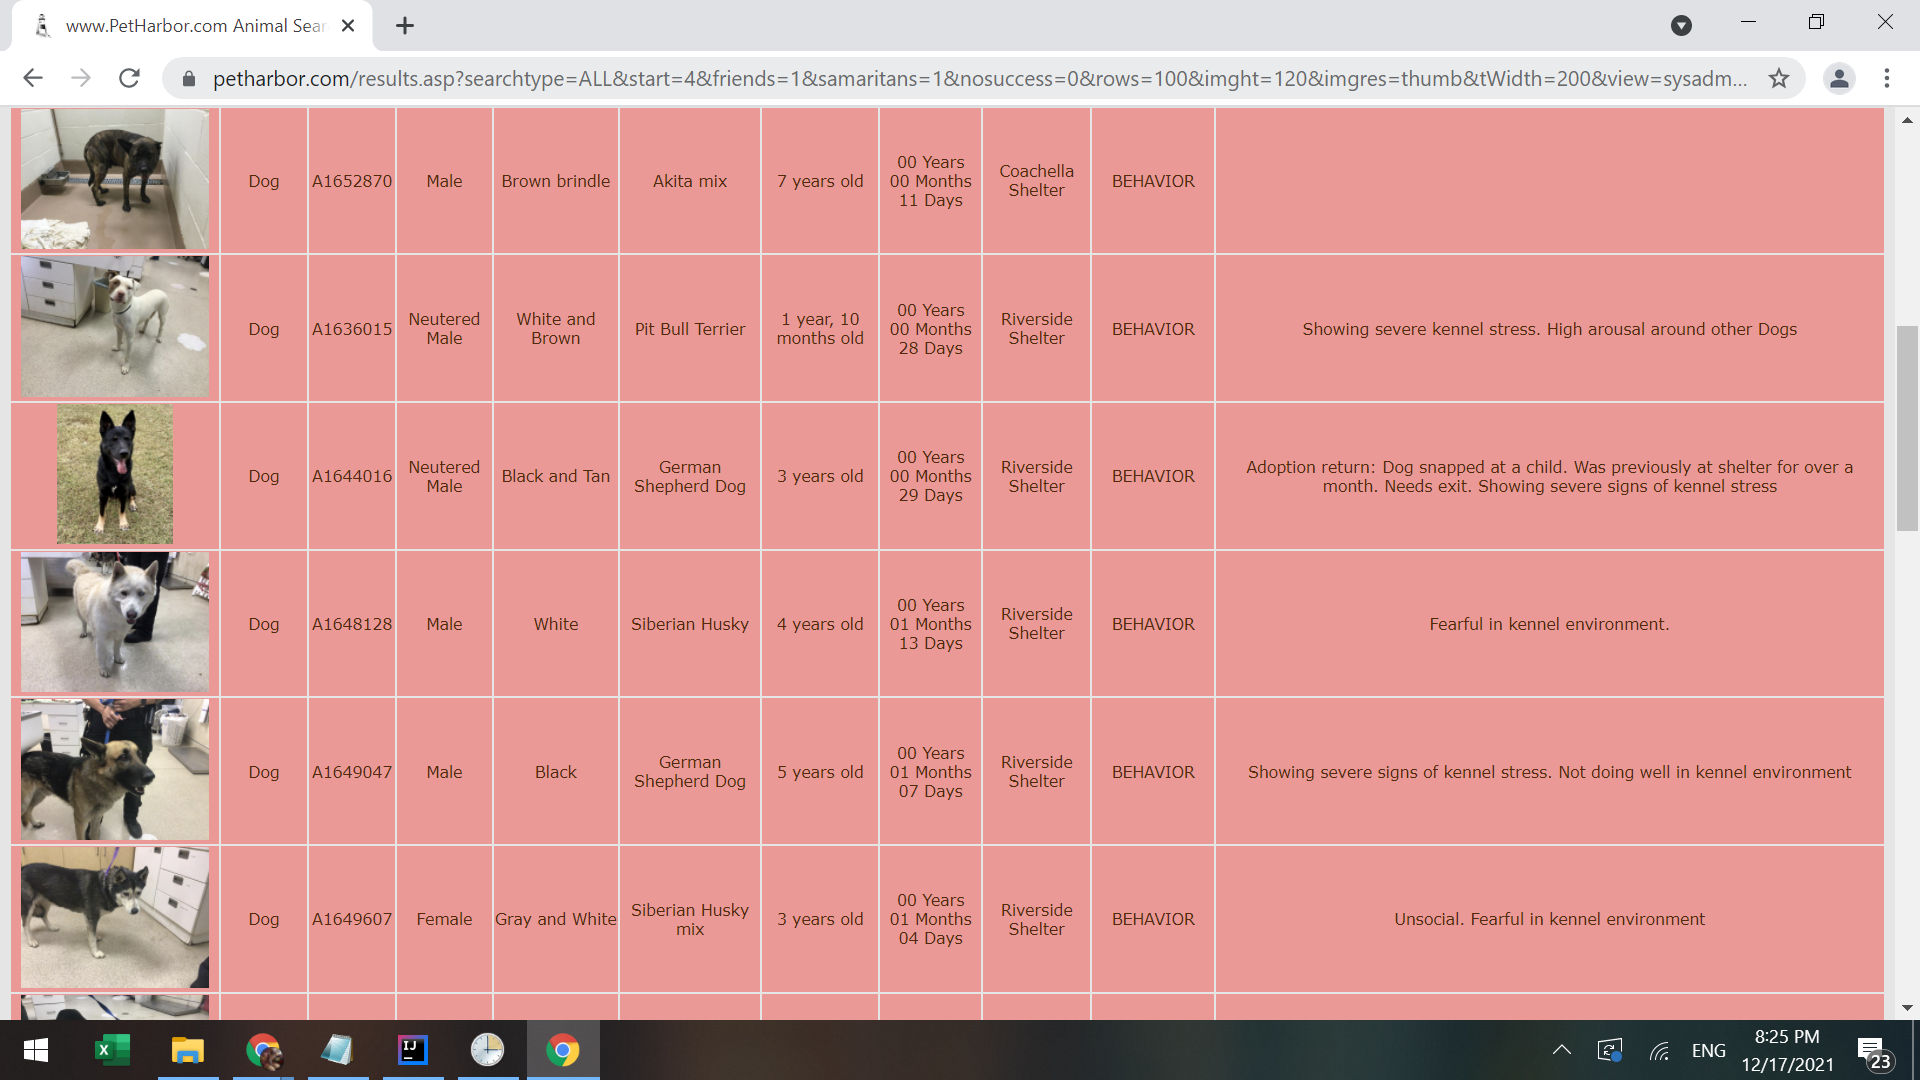 www.PetHarbor.com Animal Sear
petharbor.com/results.asp?searchtype=ALL&start=4&friends=1&samaritans=1&nosuccess=0&rows=100&imght=120&imgres=thumb&tWidth=200&view=sysadm...
Dog
A1652870
Male
Brown brindle
Akita mix
7 years old
00 Years
00 Months
11 Days
Coachella
Shelter
BEHAVIOR
Dog
A1636015
Neutered
Male
White and
Brown
Pit Bull Terrier
1 year, 10
months old
00 Years
00 Months
28 Days
Riverside
Shelter
BEHAVIOR
Showing severe kennel stress. High arousal around other Dogs
Dog
A1644016
Neutered
Male
Black and Tan
German
Shepherd Dog
3 years old
00 Years
00 Months
29 Days
Riverside
Shelter
BEHAVIOR
Adoption return: Dog snapped at a child. Was previously at shelter for over a
month. Needs exit. Showing severe signs of kennel stress
Dog
A1648128
Male
White
Siberian Husky
4 years old
00 Years
01 Months
13 Days
Riverside
Shelter
BEHAVIOR
Fearful in kennel environment.
Dog
A1649047
Male
Black
German
Shepherd Dog
5 years old
00 Years
01 Months
07 Days
Riverside
Shelter
BEHAVIOR
Showing severe signs of kennel stress. Not doing well in kennel environment
Dog
A1649607
Female
Gray and White
Siberian Husky
mix
3 years old
00 Years
01 Months
04 Days
Riverside
Shelter
BEHAVIOR
Unsocial. Fearful in kennel environment
X
IJ
ENG
8:25 PM
12/17/2021
23